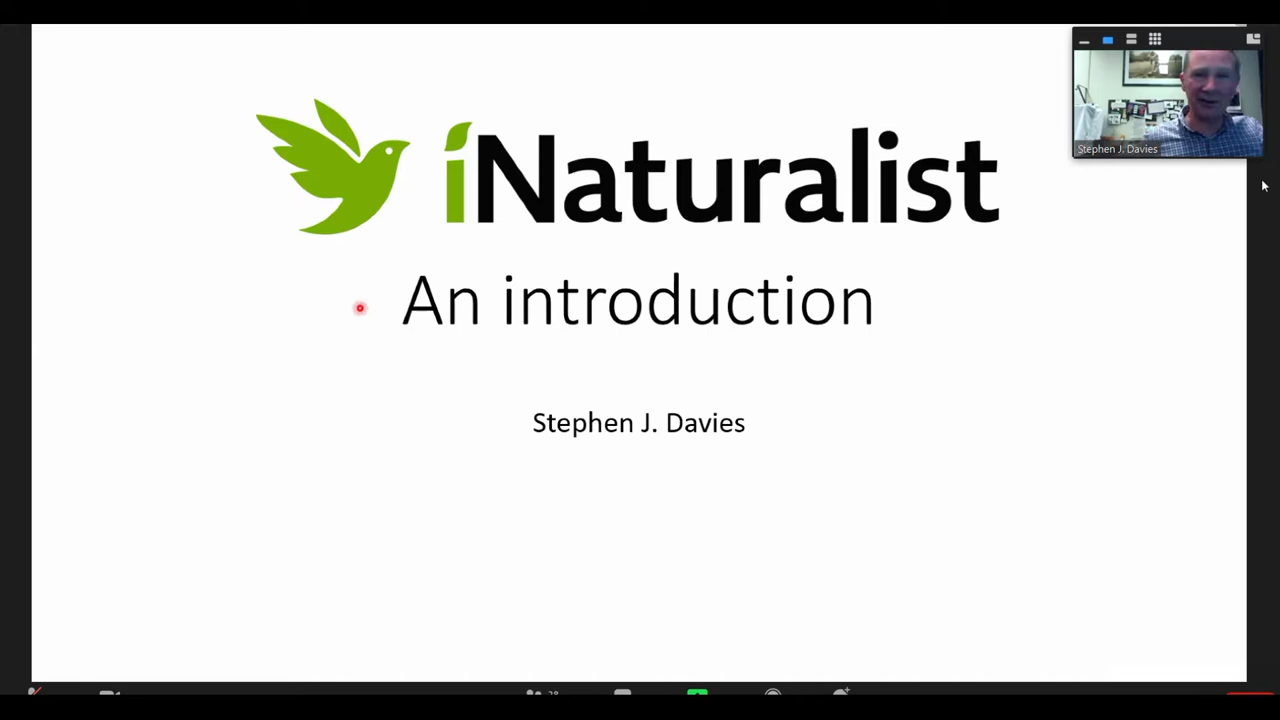 iNaturalist
An introduction
Stephen J. Davies
Stephen J. Davies